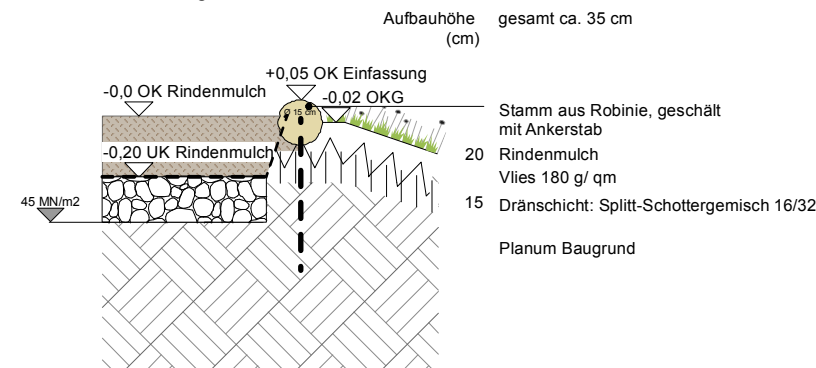 Aufbauhöhe gesamt ca. 35 cm
(cm)
+0,05 OK Einfassung
-0,0 OK Rindenmulch
-0,02 OKG
Ø 15 cm
Stamm aus Robinie, geschält
mit Ankerstab
-0,20 UK Rindenmulch
20 Rindenmulch
Vlies 180 g/ qm
45 MN/m2
15 Dränschicht: Splitt-Schottergemisch 16/32
Planum Baugrund